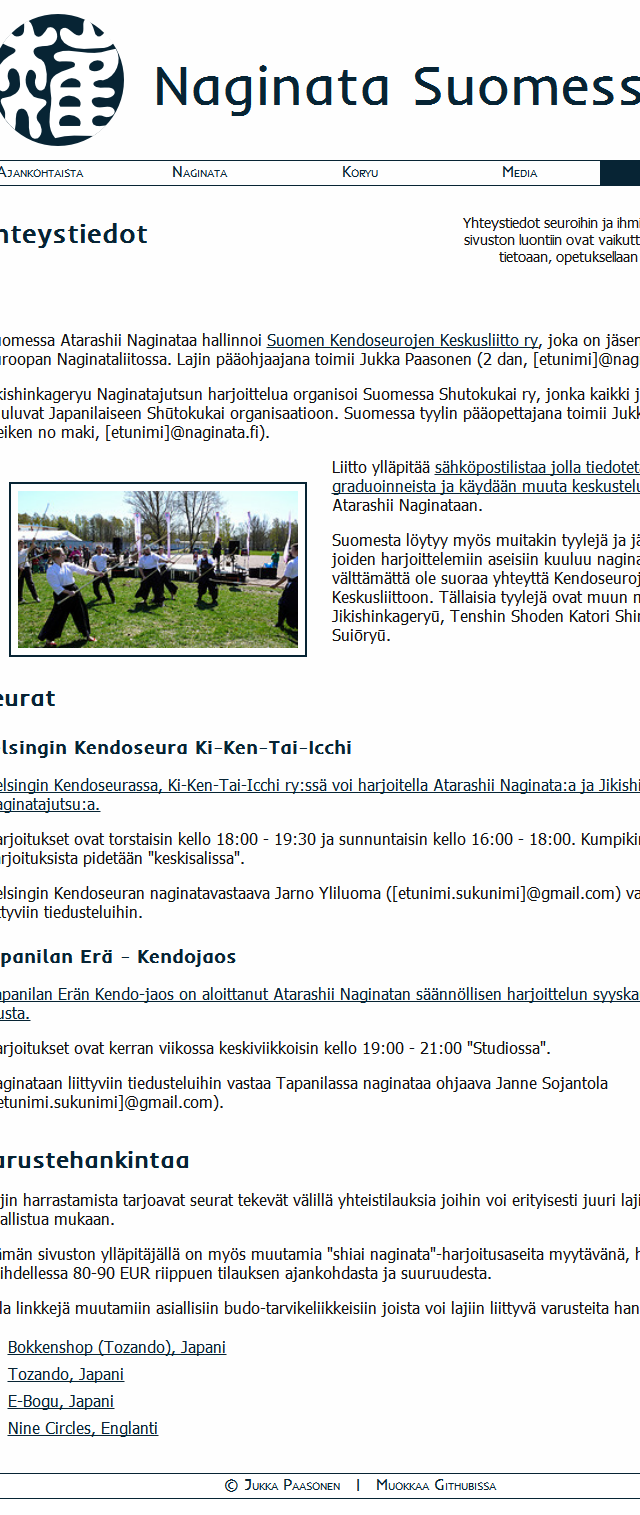 Naginata Suomess
Ajankohtaista Naginata Koryu Media
hteystiedot
Yhteystiedot seuroihin ja ihmi
sivuston luontiin ovat vaikutt
tietoaan, opetuksellaan
omessa Atarashii Naginataa hallinnoi Suomen Kendoseurojen Keskusliitto ry, joka on jäsen
roopan Naginataliitossa. Lajin pääohjaajana toimii Jukka Paasonen (2 dan, [etunimi]@nag
kishinkageryu Naginatajutsun harjoittelua organisoi Suomessa Shutokukai ry, jonka kaikki j
uluvat Japanilaiseen Shūtokukai organisaatioon. Suomessa tyylin pääopettajana toimii Jukk
eiken no maki, [etunimi]@naginata.fi).
Liitto ylläpitää sähköpostilistaa jolla tiedoteta
graduoinneista ja käydään muuta keskustelu
Atarashii Naginataan.
Suomesta löytyy myös muitakin tyylejä ja jä
joiden harjoittelemiin aseisiin kuuluu nagina
välttämättä ole suoraa yhteyttä Kendoseuroj
Keskusliittoon. Tällaisia tyylejä ovat muun m
Jikishinkageryū, Tenshin Shoden Katori Shin
Suiōryū.
eurat
elsingin Kendoseura Ki-Ken-Tai-Icchi
elsingin Kendoseurassa, Ki-Ken-Tai-Icchi ry:ssä voi harjoitella Atarashii Naginata:a ja Jikishi
aginatajutsu:a.
arjoitukset ovat torstaisin kello 18:00 - 19:30 ja sunnuntaisin kello 16:00 - 18:00. Kumpikin
arjoituksista pidetään "keskisalissa".
elsingin Kendoseuran naginatavastaava Jarno Yliluoma ([etunimi.sukunimi]@gmail.com) va
ttyviin tiedusteluihin.
panilan Erä - Kendojaos
apanilan Erän Kendo-jaos on aloittanut Atarashii Naginatan säännöllisen harjoittelun syyska
usta.
arjoitukset ovat kerran viikossa keskiviikkoisin kello 19:00 - 21:00 "Studiossa".
aginataan liittyviin tiedusteluihin vastaa Tapanilassa naginataa ohjaava Janne Sojantola
etunimi.sukunimi]@gmail.com).
arustehankintaa
jin harrastamista tarjoavat seurat tekevät välillä yhteistilauksia joihin voi erityisesti juuri laji
allistua mukaan.
ämän sivuston ylläpitäjällä on myös muutamia "shiai naginata"-harjoitusaseita myytävänä, h
ihdellessa 80-90 EUR riippuen tilauksen ajankohdasta ja suuruudesta.
la linkkejä muutamiin asiallisiin budo-tarvikeliikkeisiin joista voi lajiin liittyvä varusteita han
Bokkenshop (Tozando), Japani
Tozando, Japani
E-Bogu, Japani
Nine Circles, Englanti
© Jukka Paasonen | Muokkaa Githubissa